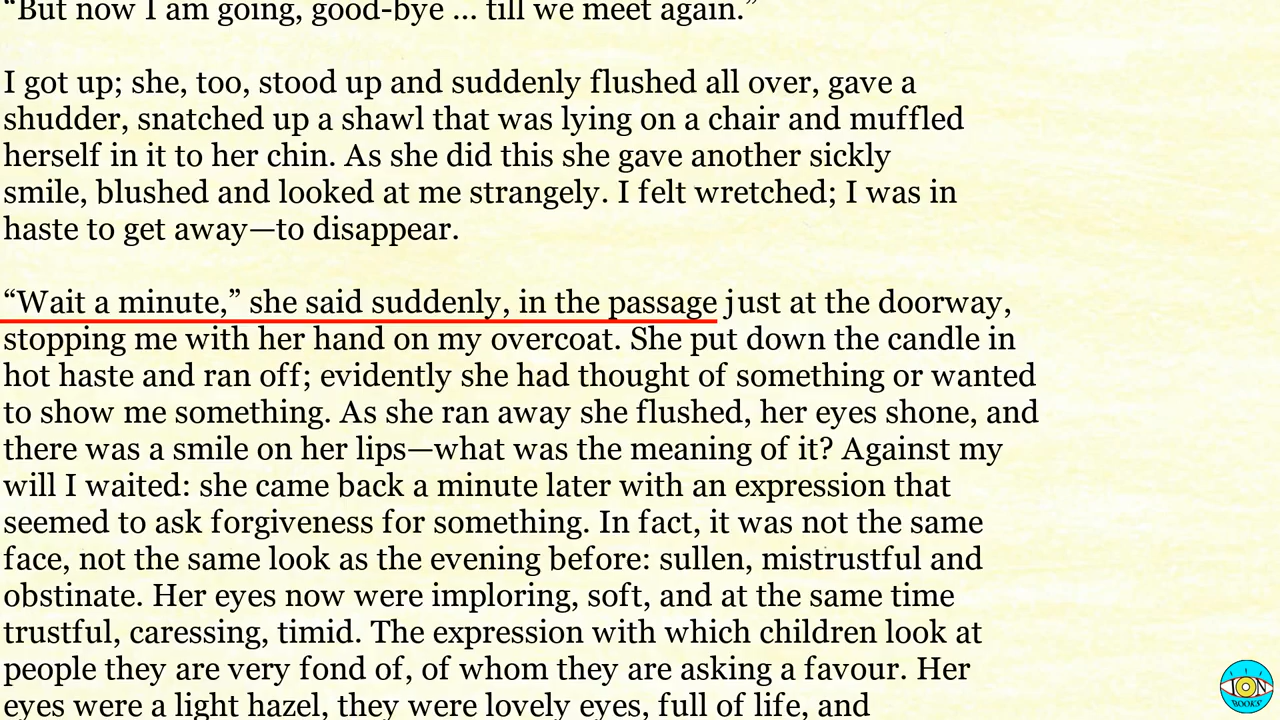 “But now I am going, good-bye ... till we meet again.”
I got up; she, too, stood up and suddenly flushed all over, gave a
shudder, snatched up a shawl that was lying on a chair and muffled
herself in it to her chin. As she did this she gave another sickly
smile, blushed and looked at me strangely. I felt wretched; I was in
haste to get away—to disappear.
“Wait a minute,” she said suddenly, in the passage just at the doorway,
stopping me with her hand on my overcoat. She put down the candle in
hot haste and ran off; evidently she had thought of something or wanted
to show me something. As she ran away she flushed, her eyes shone, and
there was a smile on her lips—what was the meaning of it? Against my
will I waited: she came back a minute later with an expression that
seemed to ask forgiveness for something. In fact, it was not the same
face, not the same look as the evening before: sullen, mistrustful and
obstinate. Her eyes now were imploring, soft, and at the same time
trustful, caressing, timid. The expression with which children look at
people they are very fond of, of whom they are asking a favour. Her
eyes were a light hazel, they were lovely eyes, full of life, and
ION
BOOKS